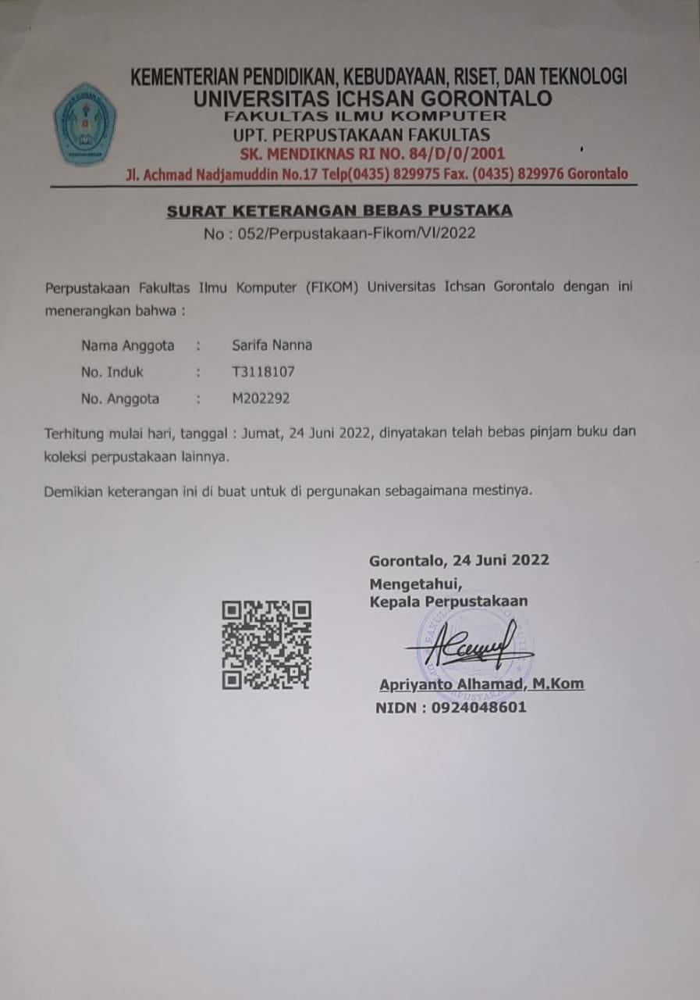 KEMENTERIAN PENDIDIKAN, KEBUDAYAAN, RISET, DAN TEKNOLOGI
UNIVERSITAS ICHSAN GORONTALO
FAKULTAS ILMU KOMPUTER
UPT. PERPUSTAKAAN FAKULTAS
SK. MENDIKNAS RI NO. 84/D/0/2001
Jl. Achmad Nadjamuddin No.17 Telp(0435) 829975 Fax. (0435) 829976 Gorontalo
SURAT KETERANGAN BEBAS PUSTAKA
No : 052/Perpustakaan-Fikom/VI/2022
Perpustakaan Fakultas Ilmu Komputer (FIKOM) Universitas Ichsan Gorontalo dengan ini
menerangkan bahwa :
Nama Anggota : Sarifa Nanna
No. Induk : T3118107
No. Anggota : M202292
Terhitung mulai hari, tanggal : Jumat, 24 Juni 2022, dinyatakan telah bebas pinjam buku dan
koleksi perpustakaan lainnya.
Demikian keterangan ini di buat untuk di pergunakan sebagaimana mestinya.
Gorontalo, 24 Juni 2022
Mengetahui,
Kepala Perpustakaan
Apriyanto Alhamad, M.Kom
NIDN : 0924048601